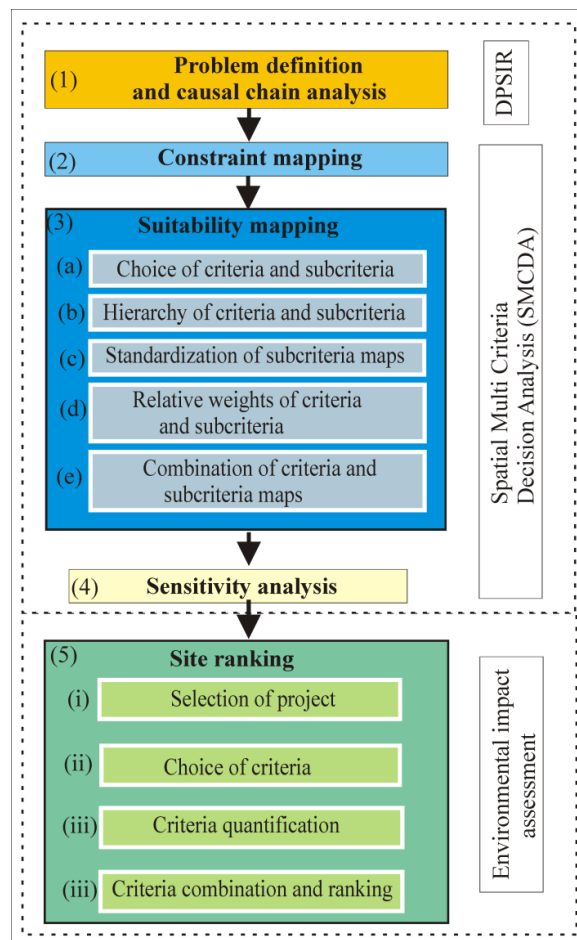 (1)
Problem definition
and causal chain analysis
DPSIR
(2)
Constraint mapping
(3)
Suitability mapping
(a)
Choice of criteria and subcriteria
(b)
Hierarchy of criteria and subcriteria
(c)
Standardization of subcriteria maps
(d)
Relative weights of criteria
and subcriteria
(e)
Combination of criteria and
subcriteria maps
(4)
Sensitivity analysis
Spatial Multi Criteria
Decision Analysis (SMCDA)
(5)
Site ranking
(i)
Selection of project
(ii)
Choice of criteria
(iii)
Criteria quantification
(iii)
Criteria combination and ranking
Environmental impact
assessment